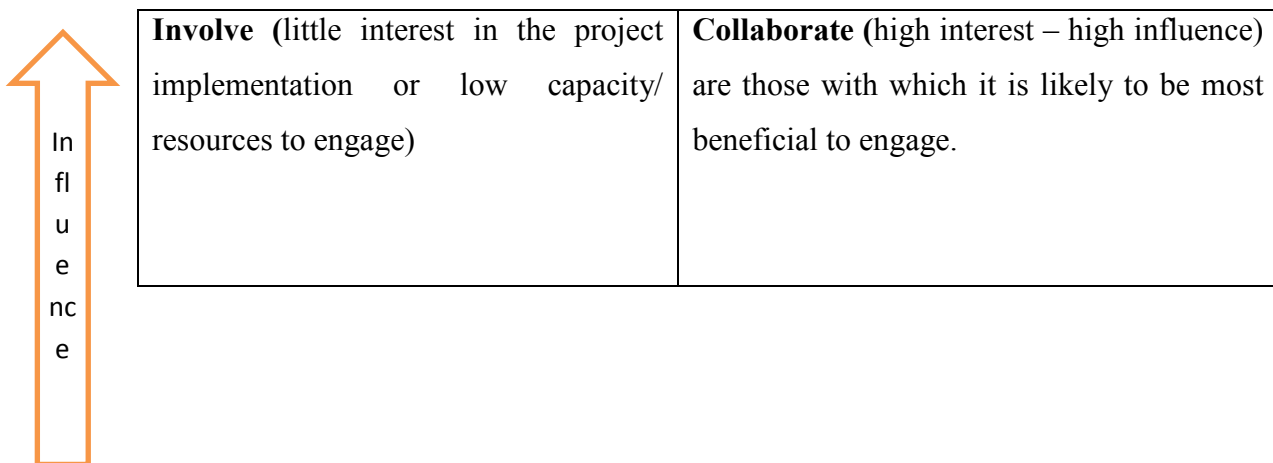 Involve (little interest in the project
implementation or low capacity/
resources to engage)
Collaborate (high interest – high influence)
are those with which it is likely to be most
beneficial to engage.
In
fl
u
e
nc
e